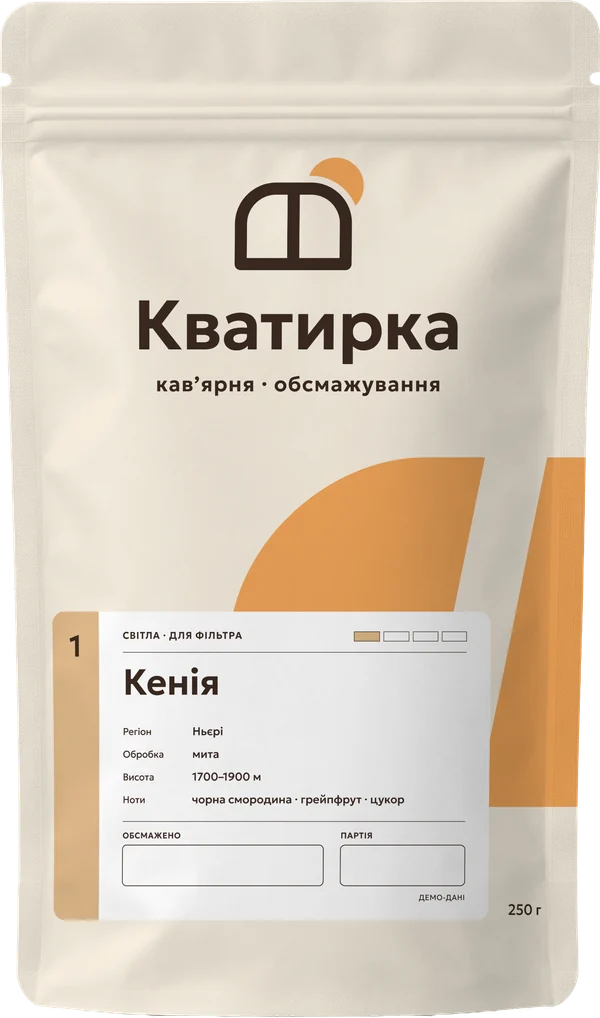 Кватирка
кав’ярня · обсмажування
1
СВІТЛА · ДЛЯ ФІЛЬТРА
Кенія
Регіон Ньєрі
Обробка мита
Висота 1700–1900 м
Ноти чорна смородина · грейпфрут · цукор
ОБСМАЖЕНО ПАРТІЯ
ДЕМО-ДАНІ
250 г